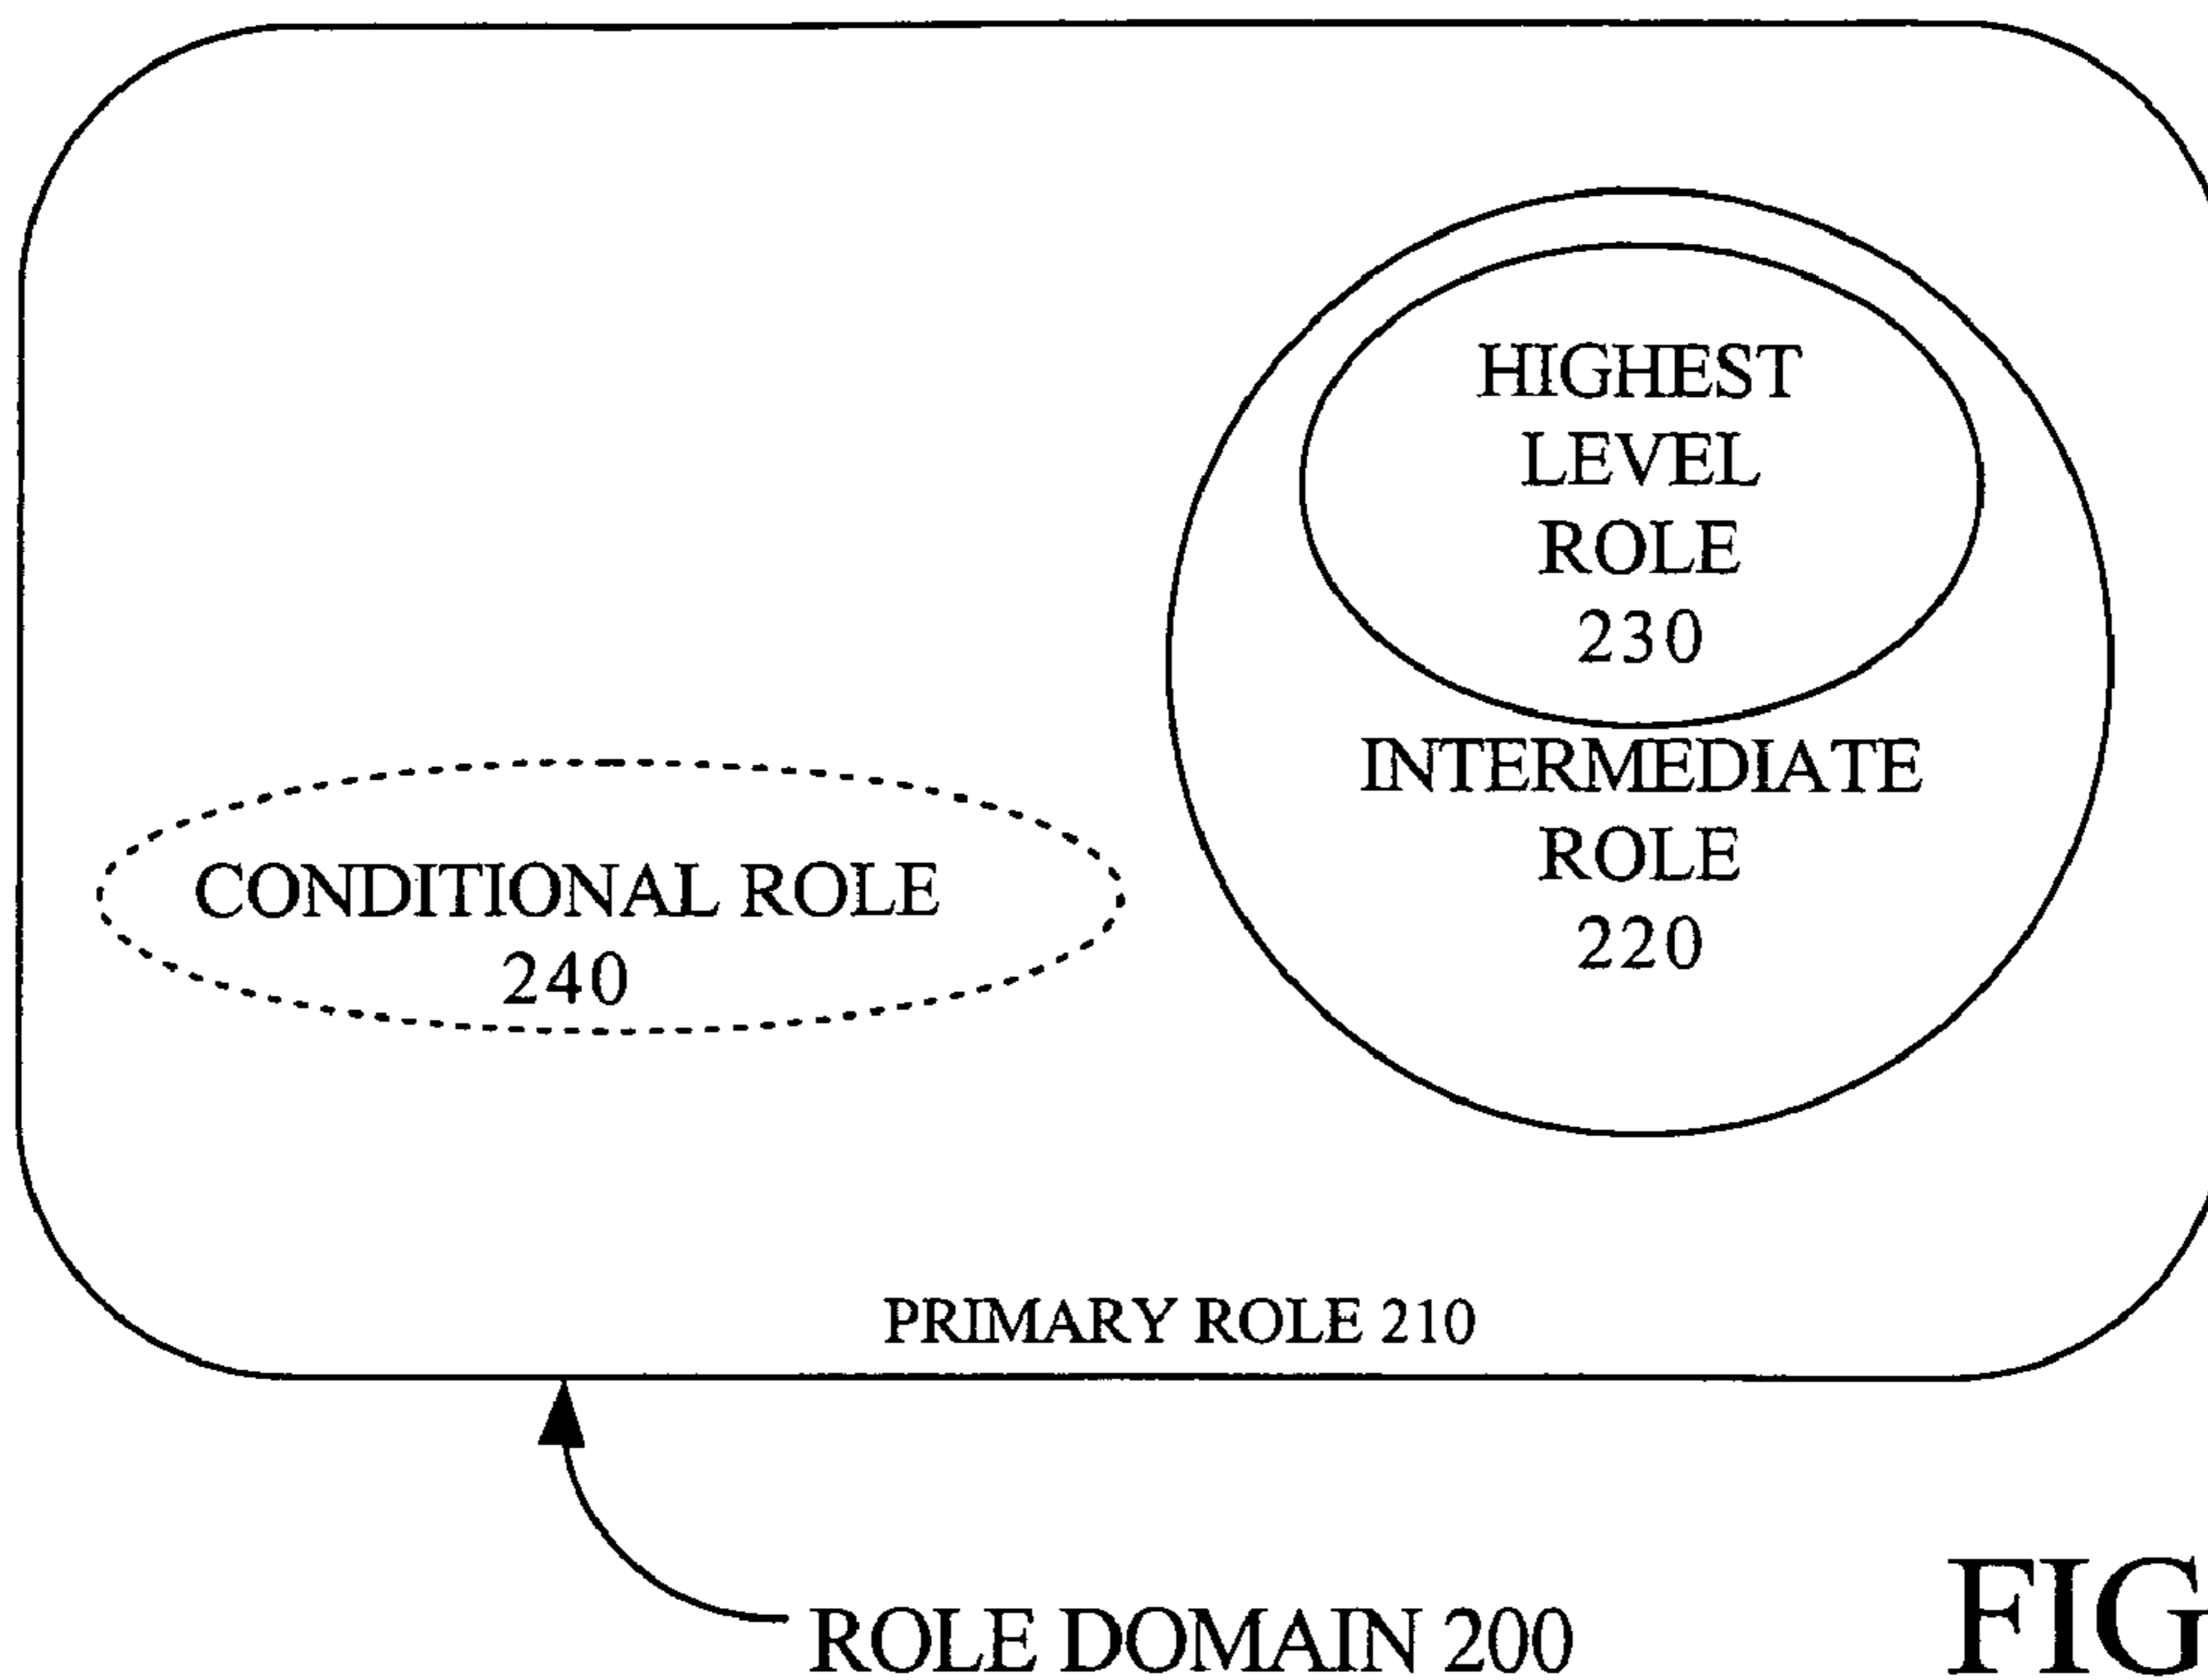 HIGHEST
LEVEL
ROLE
230
INTERMEDIATE
ROLE
220
CONDITIONAL ROLE
240
PRIMARY ROLE 210
ROLE DOMAIN 200
FIG